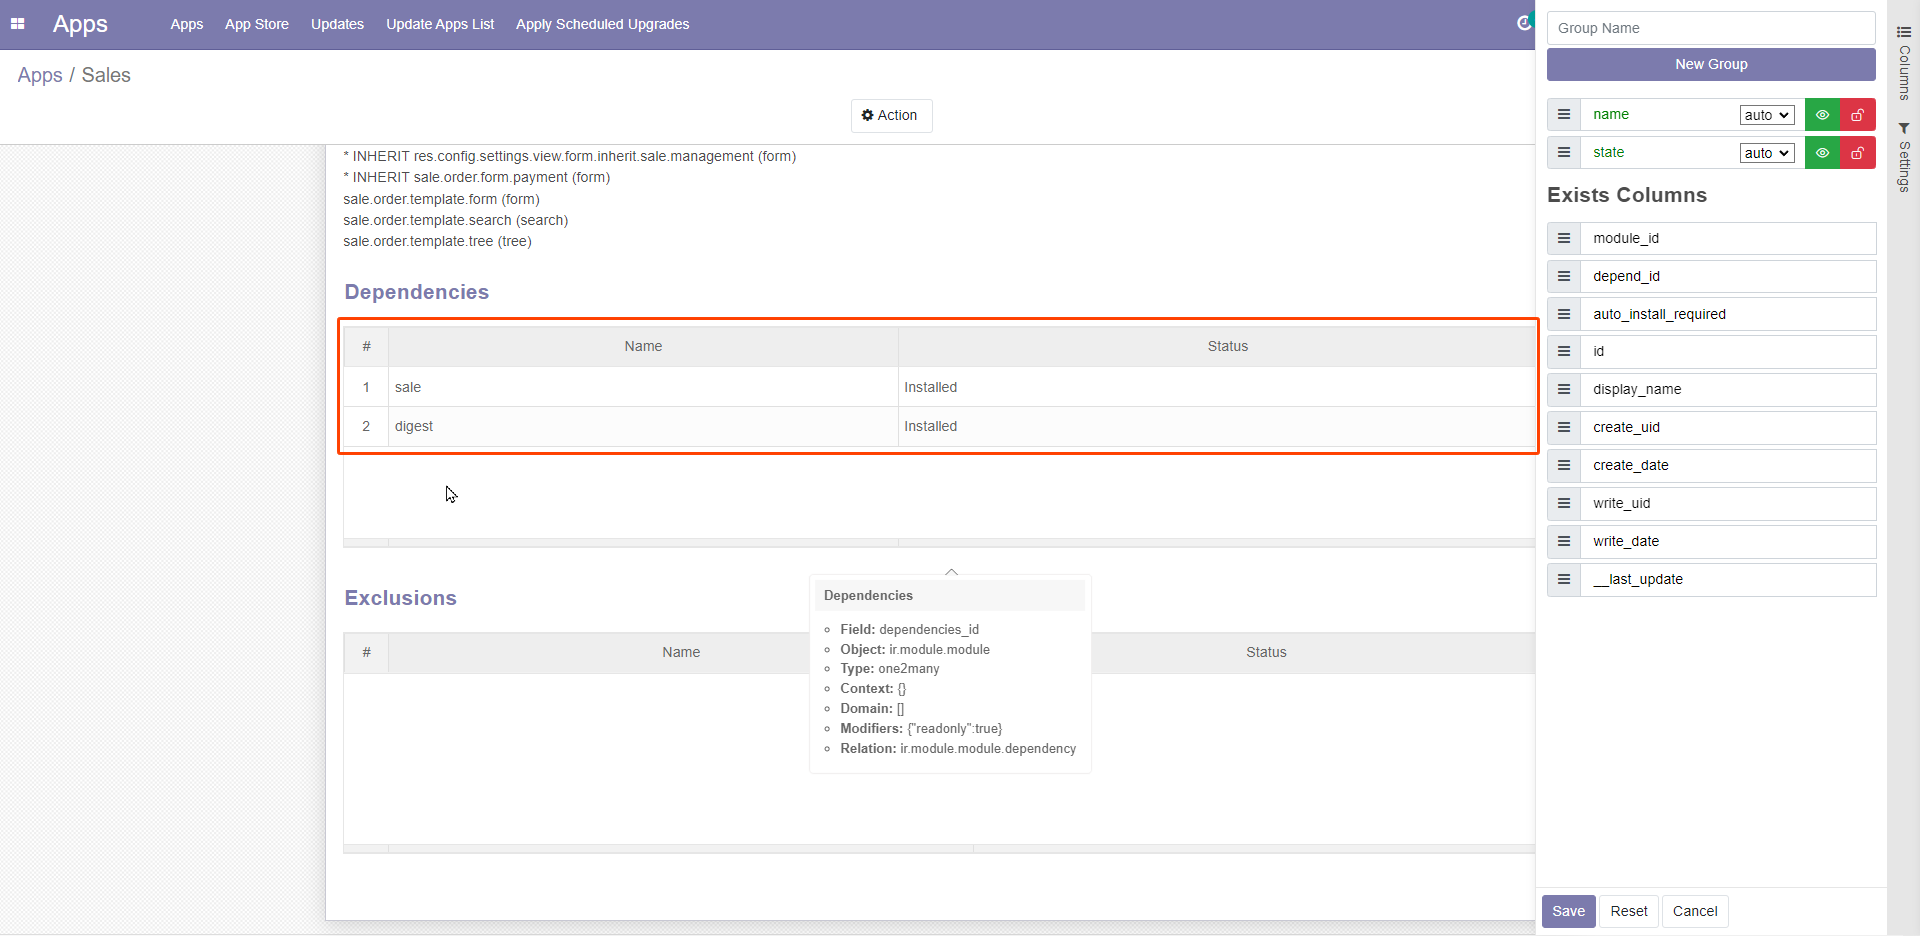 Apps
Apps App Store Updates Update Apps List Apply Scheduled Upgrades
Apps / Sales
Action
* INHERIT res.config.settings.view.form.inherit.sale.management (form)
* INHERIT sale.order.form.payment (form)
sale.order.template.form (form)
sale.order.template.search (search)
sale.order.template.tree (tree)
Dependencies
# Name Status
1 sale Installed
2 digest Installed
Exclusions
# Name Status
Dependencies
Field: dependencies_id
Object: ir.module.module
Type: one2many
Context: {}
Domain: []
Modifiers: {"readonly":true}
Relation: ir.module.module.dependency
Group Name
New Group
name auto
state auto
Exists Columns
module_id
depend_id
auto_install_required
id
display_name
create_uid
create_date
write_uid
write_date
__last_update
Save Reset Cancel
Columns
Settings